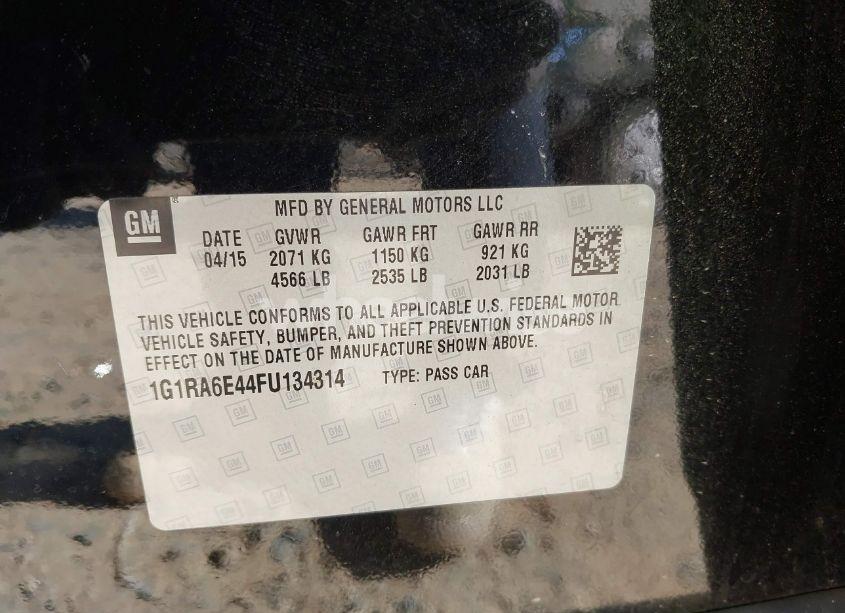 GM
MFD BY GENERAL MOTORS LLC
DATE GVWR GAWR FRT GAWR RR
04/15 2071 KG 1150 KG 921 KG
4566 LB 2535 LB 2031 LB
THIS VEHICLE CONFORMS TO ALL APPLICABLE U.S. FEDERAL MOTOR
VEHICLE SAFETY, BUMPER, AND THEFT PREVENTION STANDARDS IN
EFFECT ON THE DATE OF MANUFACTURE SHOWN ABOVE.
1G1RA6E44FU134314 TYPE: PASS CAR